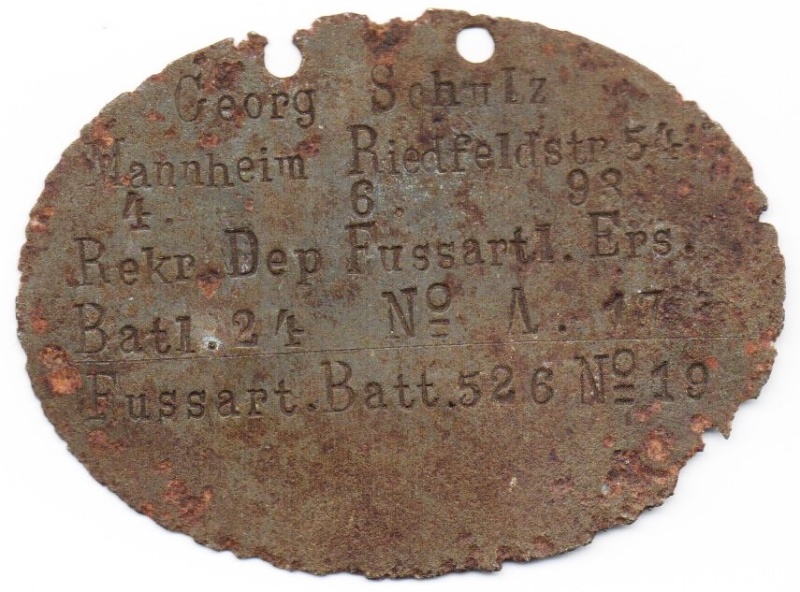 Georg Schulz
Mannheim Riedfeldstr. 54
4. 6. 98
Rekr. Dep Fussartl. Ers.
Batl. 24 No A. 17
Fussart. Batt. 526 No 19